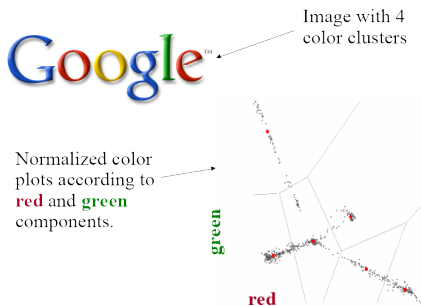 Image with 4
color clusters
Google™
Normalized color
plots according to
red and green
components.
green
red